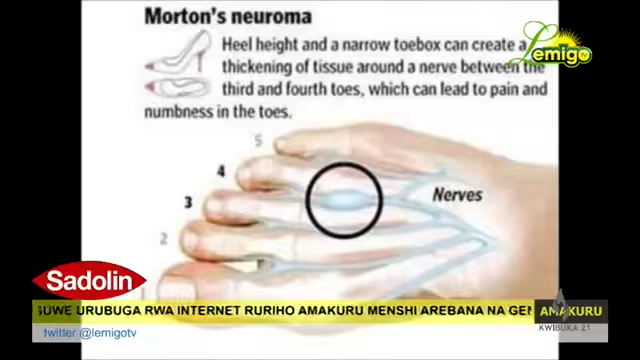 Morton's neuroma
Lemigo
Heel height and a narrow toebox can create a
thickening of tissue around a nerve between the
third and fourth toes, which can lead to pain and
numbness in the toes.
5
4
3
2
Nerves
Sadolin
URUBUGA RWA INTERNET RURIHO AMAKURU MENSHI AREBANA NA
AMAKURU
KWIBUKA 21
twitter @lemigotv